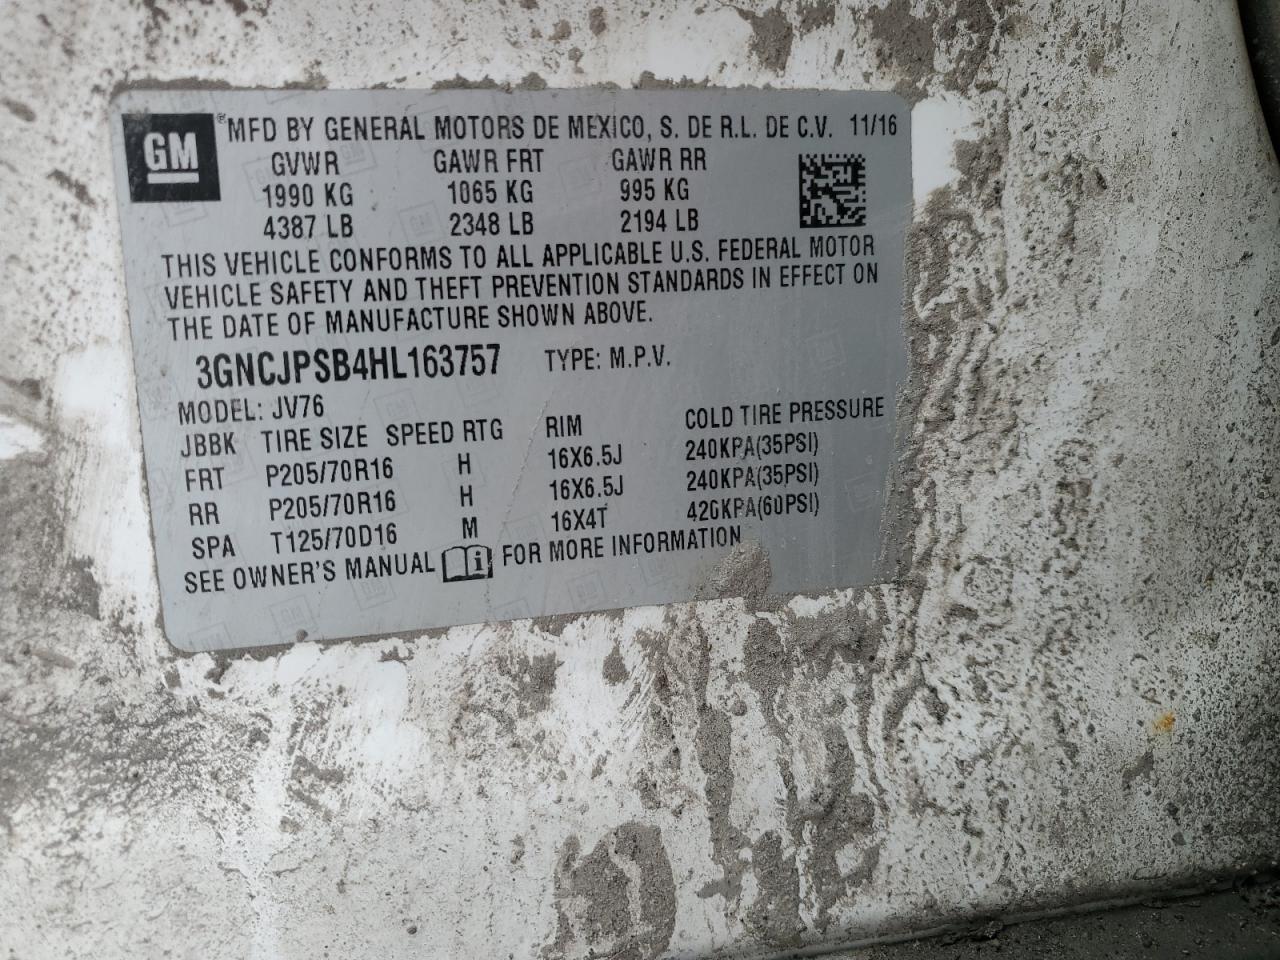 GM ® MFD BY GENERAL MOTORS DE MEXICO, S. DE R.L. DE C.V. 11/16
GVWR GAWR FRT GAWR RR
1990 KG 1065 KG 995 KG
4387 LB 2348 LB 2194 LB
THIS VEHICLE CONFORMS TO ALL APPLICABLE U.S. FEDERAL MOTOR
VEHICLE SAFETY AND THEFT PREVENTION STANDARDS IN EFFECT ON
THE DATE OF MANUFACTURE SHOWN ABOVE.
3GNCJPSB4HL163757 TYPE: M.P.V.
MODEL: JV76
JBBK TIRE SIZE SPEED RTG RIM COLD TIRE PRESSURE
FRT P205/70R16 H 16X6.5J 240KPA(35PSI)
RR P205/70R16 H 16X6.5J 240KPA(35PSI)
SPA T125/70D16 M 16X4T 420KPA(60PSI)
SEE OWNER'S MANUAL FOR MORE INFORMATION